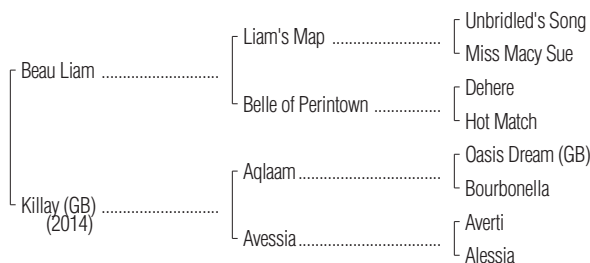 Unbridled's Song
Liam's Map ........................
Miss Macy Sue
Beau Liam ..........................
Dehere
Belle of Perintown ...............
Hot Match
Oasis Dream (GB)
Aqlaam ................................
Bourbonella
Killay (GB) ..........................
(2014)
Averti
Avessia ................................
Alessia